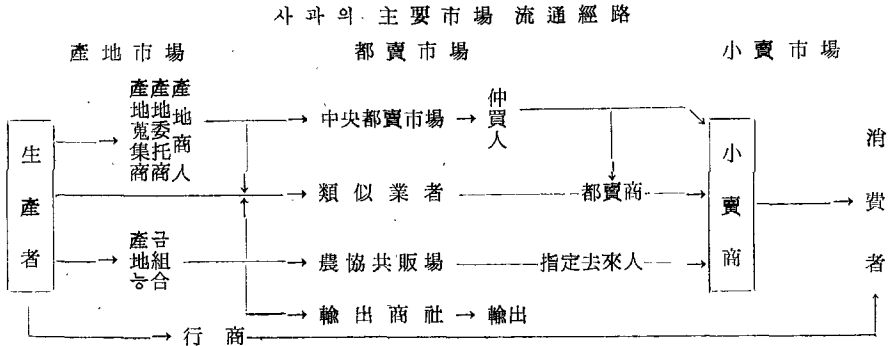 사과의 主要市場 流通經路
產地市場 都賣市場 小賣市場
生產者
產地蒐集商
產地委托商
產地商人
中央都賣市場
仲買人
類似業者
都賣商
產地능
금組合
農協共販場
指定去來人
輸出商社
輸出
行商
小賣商
消費者